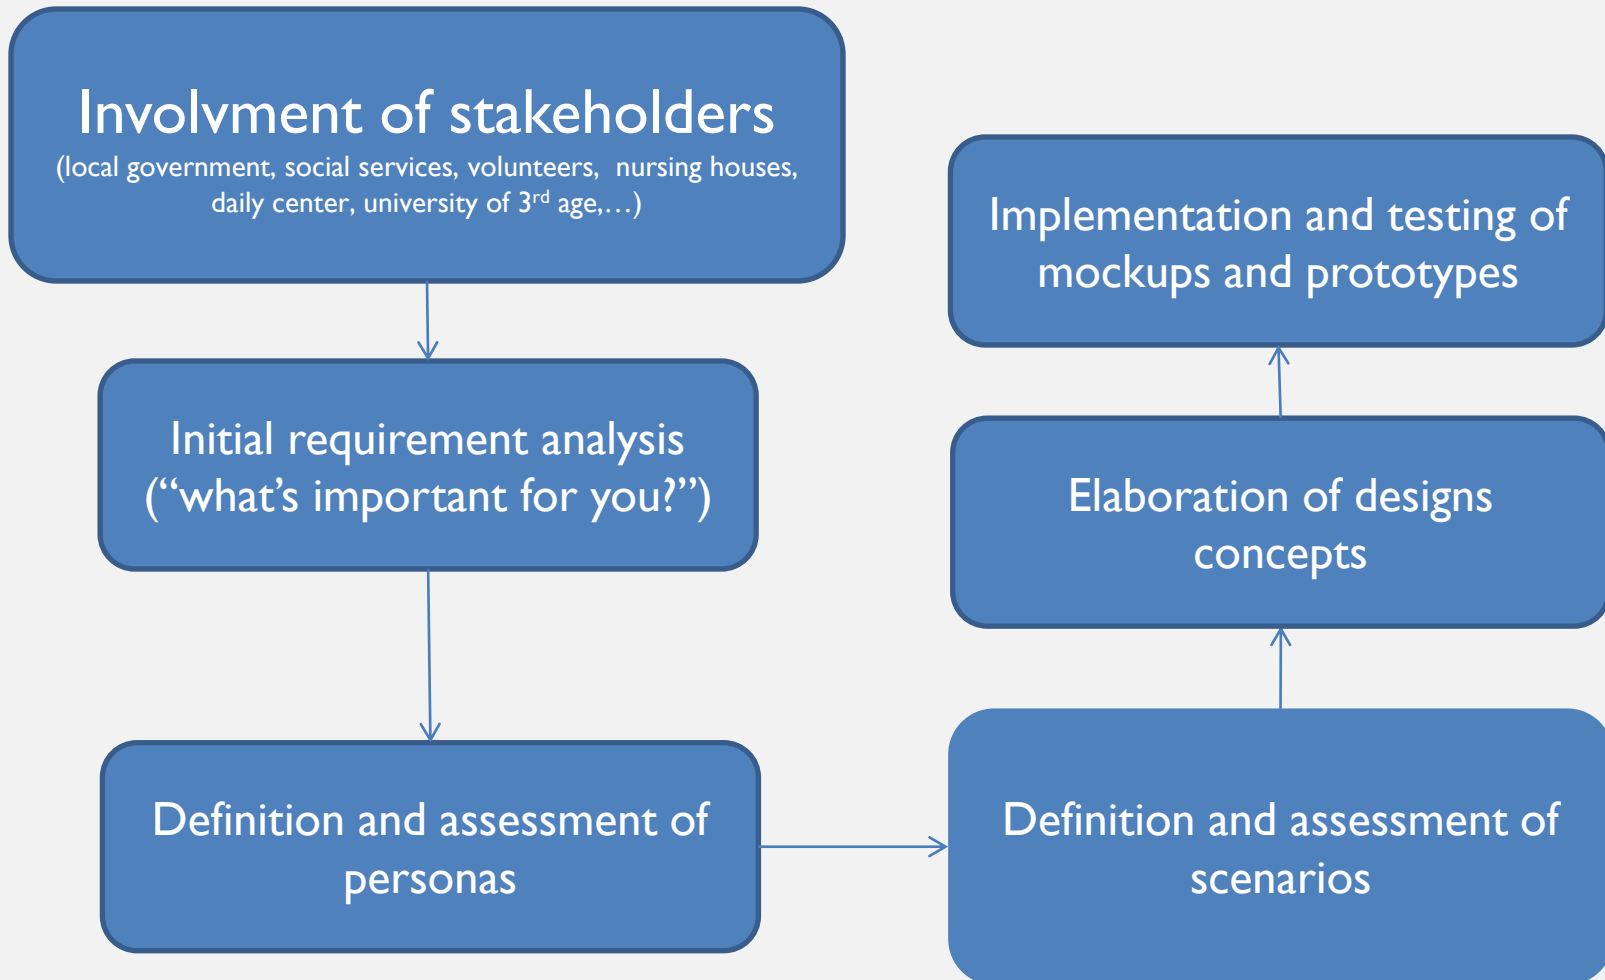 Involvment of stakeholders
(local government, social services, volunteers, nursing houses,
daily center, university of 3rd age,…)
Initial requirement analysis
(“what’s important for you?”)
Definition and assessment of
personas
Definition and assessment of
scenarios
Elaboration of designs
concepts
Implementation and testing of
mockups and prototypes